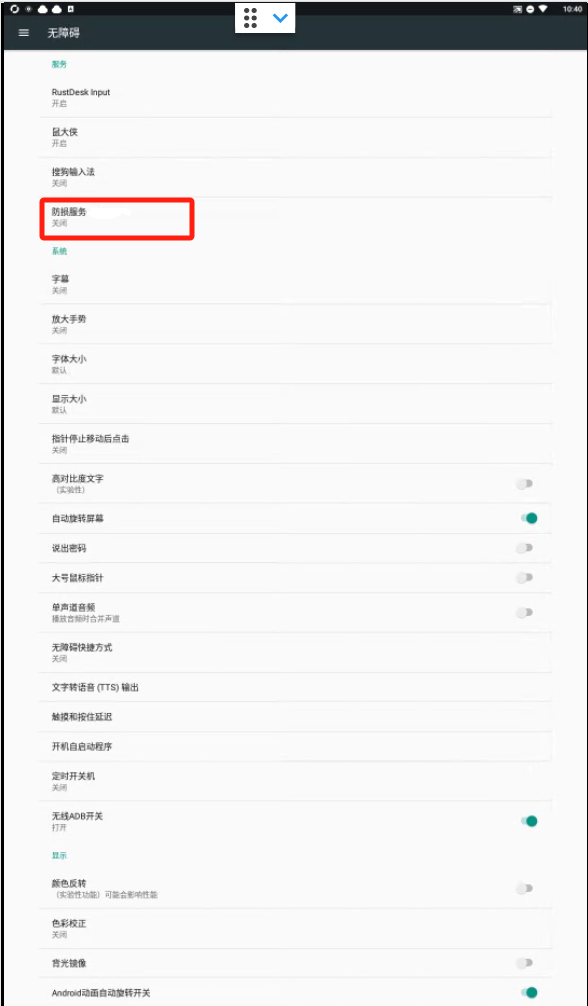 10:40
无障碍
服务
RustDesk Input
开启
鼠大侠
开启
搜狗输入法
关闭
防损服务
关闭
系统
字幕
关闭
放大手势
关闭
字体大小
默认
显示大小
默认
指针停止移动后点击
关闭
高对比度文字
（实验性）
自动旋转屏幕
说出密码
大号鼠标指针
单声道音频
播放音频时合并声道
无障碍快捷方式
关闭
文字转语音 (TTS) 输出
触摸和按住延迟
开机自启动程序
定时开关机
关闭
无线ADB开关
打开
显示
颜色反转
（实验性功能）可能会影响性能
色彩校正
关闭
背光镜像
Android动画自动旋转开关